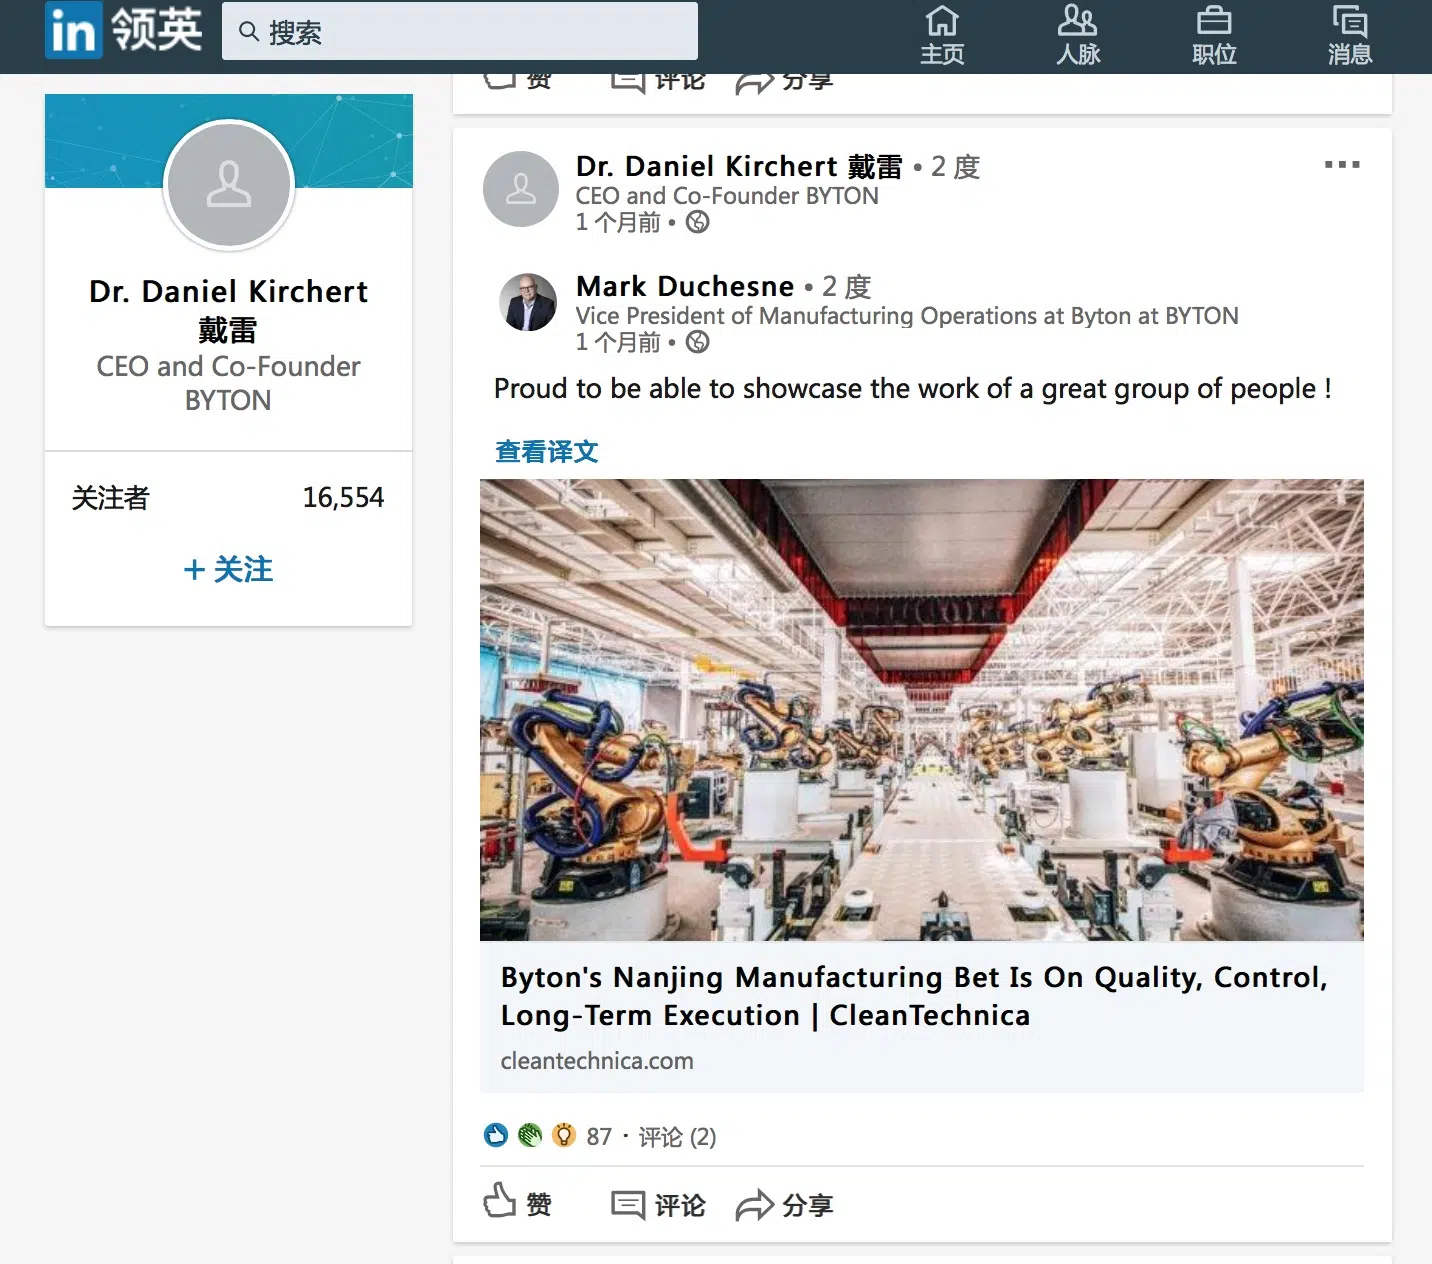 in 领英
搜索
主页
人脉
职位
消息
赞
评论
分享
Dr. Daniel Kirchert
戴雷
CEO and Co-Founder
BYTON
关注者 16,554
+ 关注
Dr. Daniel Kirchert 戴雷 • 2 度
CEO and Co-Founder BYTON
1 个月前 •
Mark Duchesne • 2 度
Vice President of Manufacturing Operations at Byton at BYTON
1 个月前 •
Proud to be able to showcase the work of a great group of people !
查看译文
Byton's Nanjing Manufacturing Bet Is On Quality, Control,
Long-Term Execution | CleanTechnica
cleantechnica.com
87 · 评论 (2)
赞
评论
分享